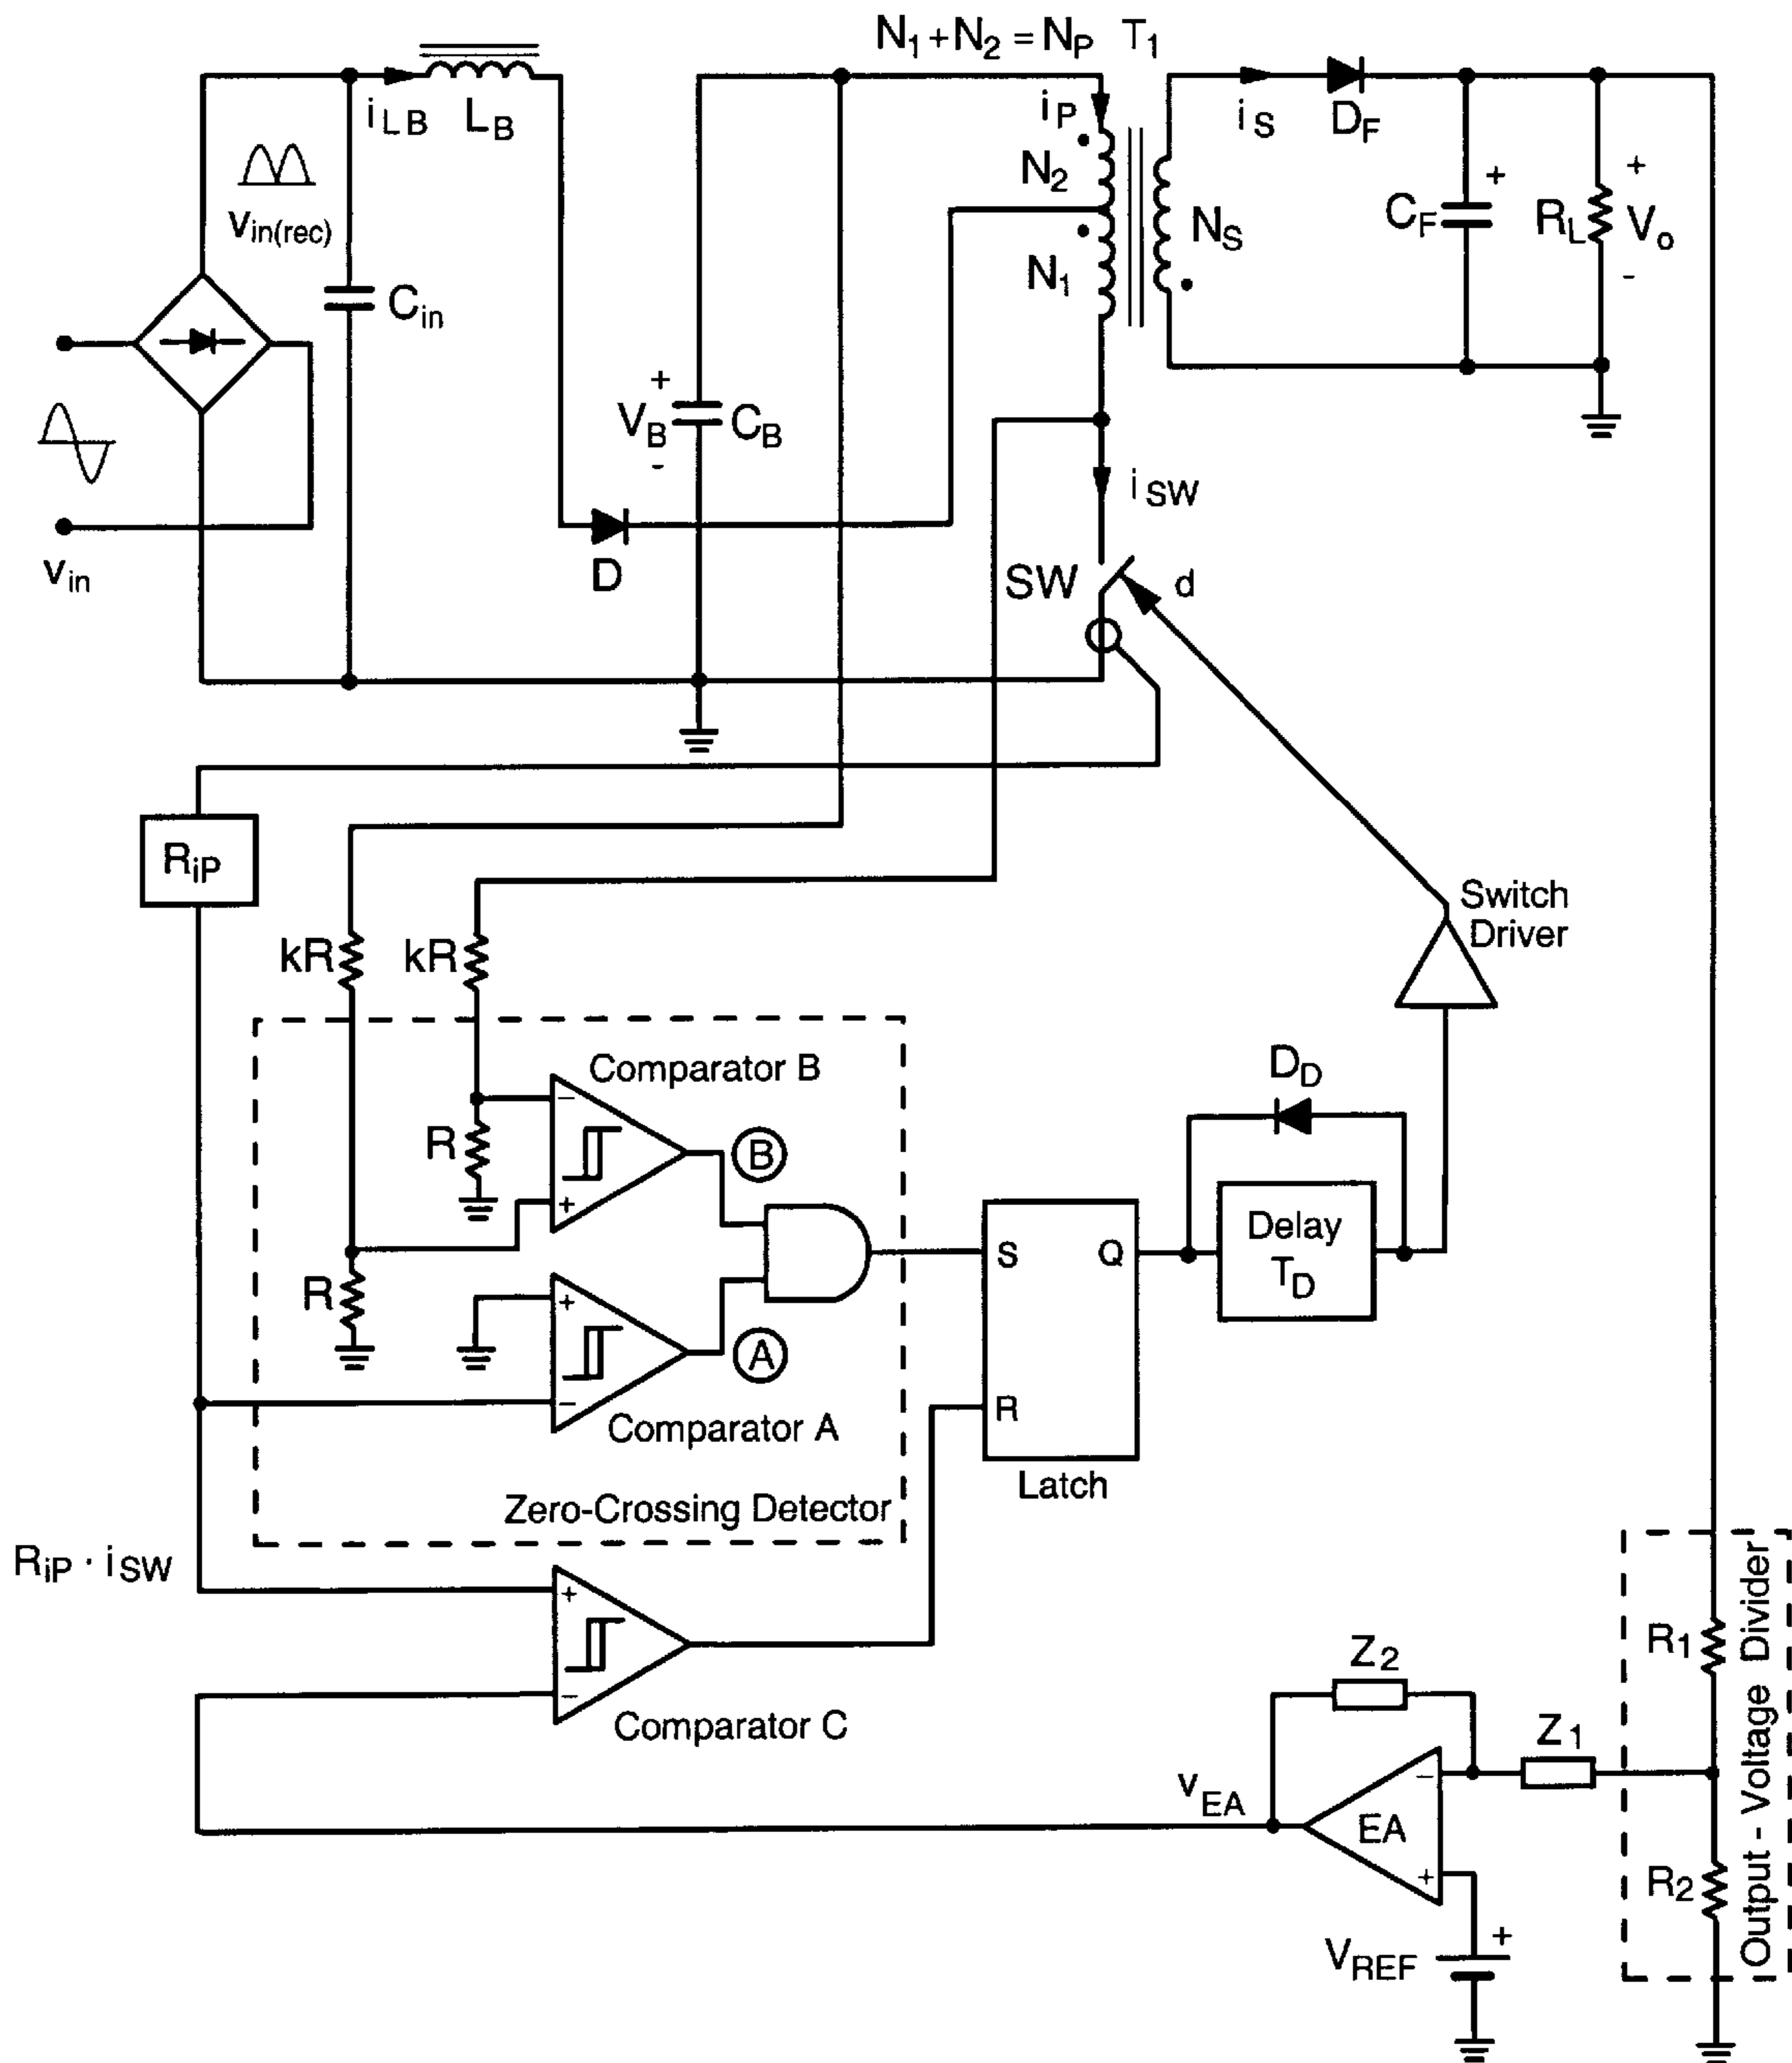 N1+N2 = NP T1
iLB LB
iP
iS DF
N2
Vin(rec)
NS
CF + RL + Vo -
N1
Cin
+ VB - CB
iSW
D
SW d
vin
RiP
Switch
Driver
kR kR
Comparator B
DD
− +
R
B
Delay
TD
S Q
R
+ −
A
R
Comparator A
Latch
Zero-Crossing Detector
RiP · iSW
+ −
Comparator C
R1
Z2
Z1
vEA
− EA +
R2
VREF +
Output - Voltage Divider